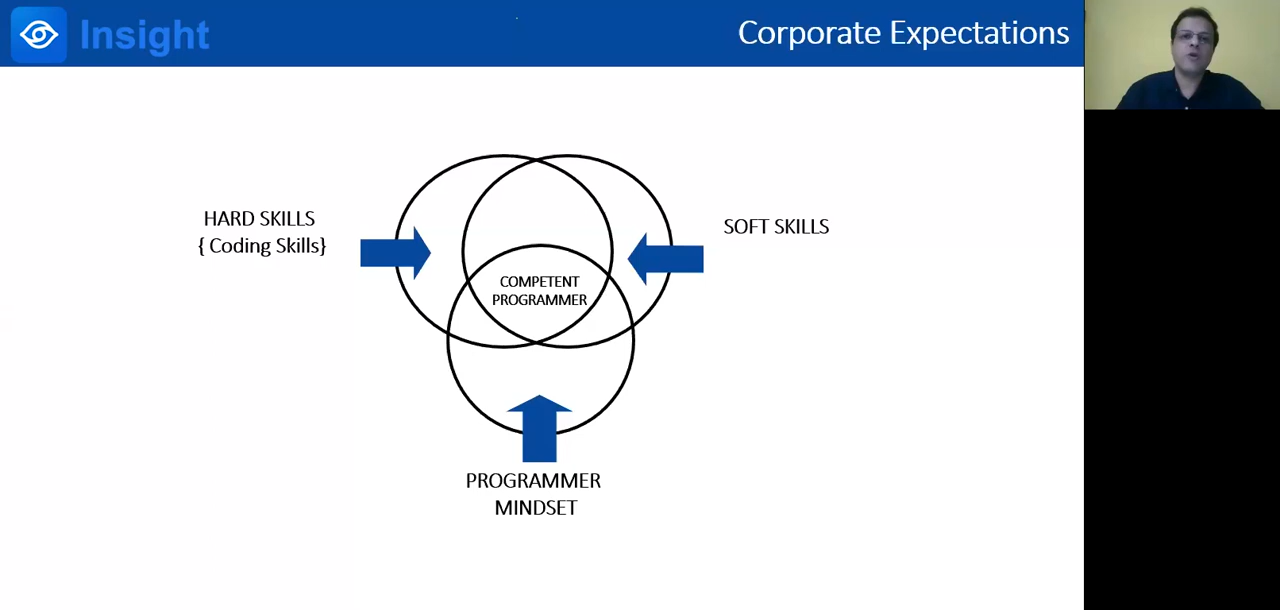 Insight
Corporate Expectations
HARD SKILLS
{ Coding Skills}
SOFT SKILLS
COMPETENT
PROGRAMMER
PROGRAMMER
MINDSET